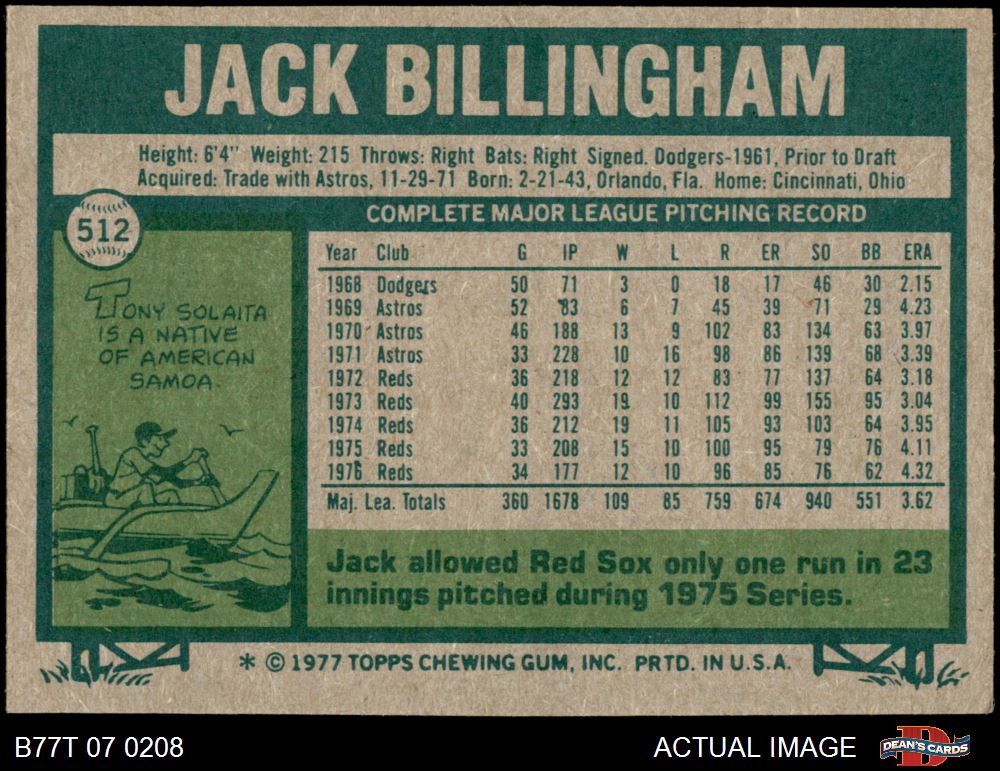 JACK BILLINGHAM
Height: 6'4" Weight: 215 Throws: Right Bats: Right Signed. Dodgers-1961, Prior to Draft
Acquired: Trade with Astros, 11-29-71 Born: 2-21-43, Orlando, Fla. Home: Cincinnati, Ohio
512
COMPLETE MAJOR LEAGUE PITCHING RECORD
Year Club G IP W L R ER SO BB ERA
1968 Dodgers 50 71 3 0 18 17 46 30 2.15
1969 Astros 52 83 6 7 45 39 71 29 4.23
1970 Astros 46 188 13 9 102 83 134 63 3.97
1971 Astros 33 228 10 16 98 86 139 68 3.39
1972 Reds 36 218 12 12 83 77 137 64 3.18
1973 Reds 40 293 19 10 112 99 155 95 3.04
1974 Reds 36 212 19 11 105 93 103 64 3.95
1975 Reds 33 208 15 10 100 95 79 76 4.11
1976 Reds 34 177 12 10 96 85 76 62 4.32
Maj. Lea. Totals 360 1678 109 85 759 674 940 551 3.62
TONY SOLAITA
IS A NATIVE
OF AMERICAN
SAMOA.
Jack allowed Red Sox only one run in 23
innings pitched during 1975 Series.
* © 1977 TOPPS CHEWING GUM, INC. PRTD. IN U.S.A.
B77T 07 0208
ACTUAL IMAGE
DEAN'S CARDS